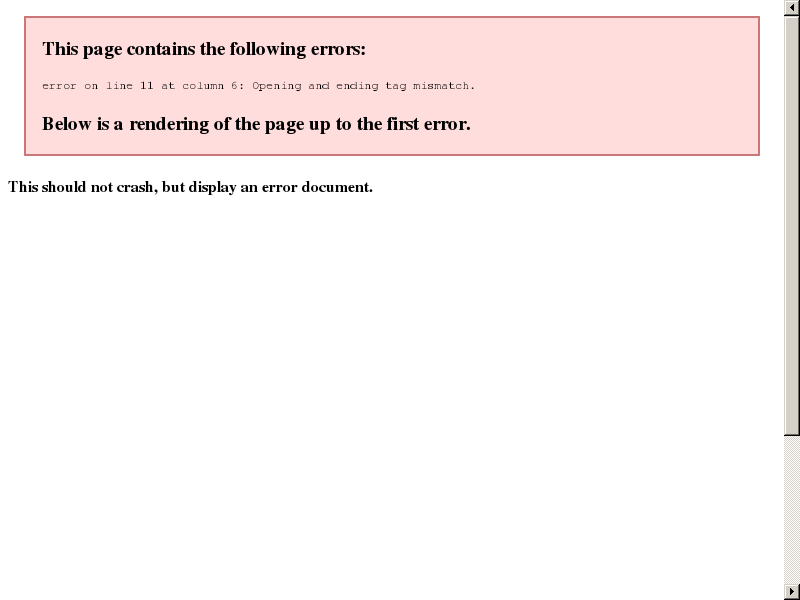 This page contains the following errors:
error on line 11 at column 6: Opening and ending tag mismatch.
Below is a rendering of the page up to the first error.
This should not crash, but display an error document.